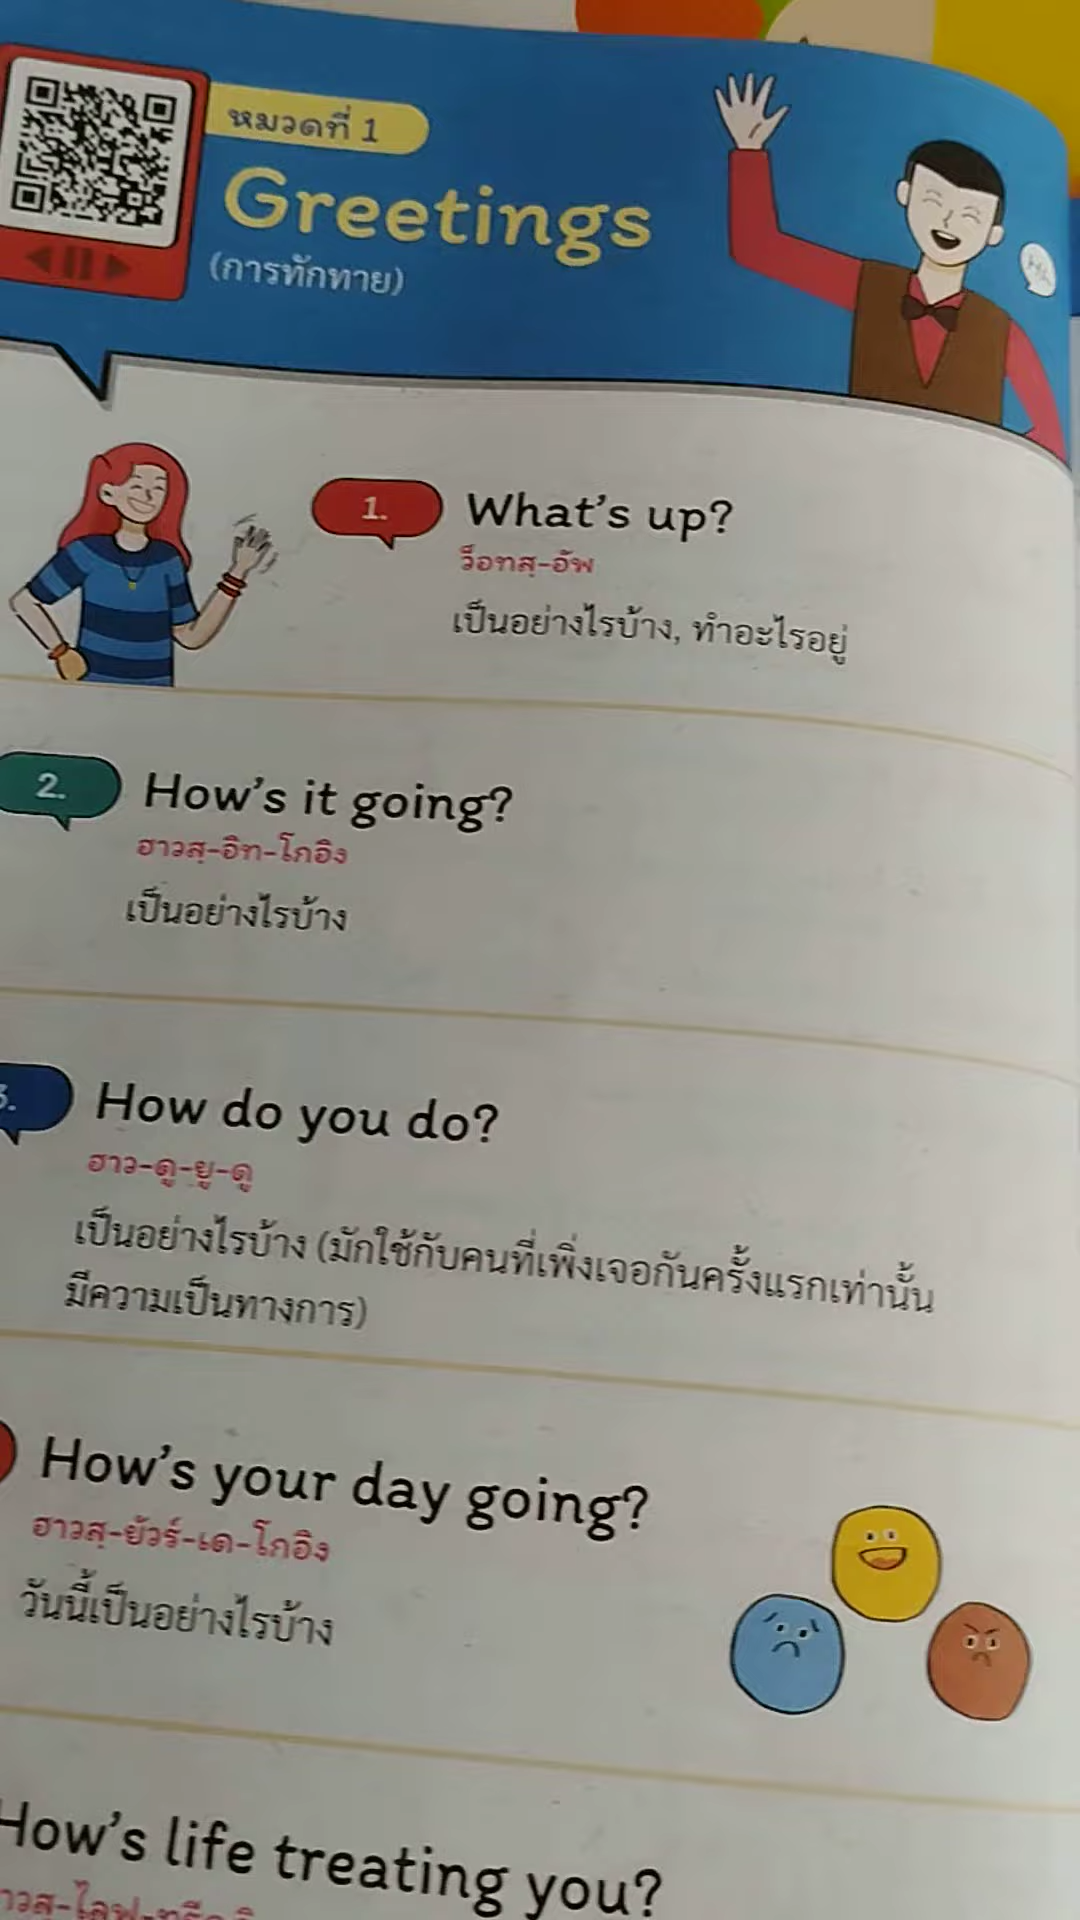 หมวดที่ 1
Greetings
(การทักทาย)
1.
What's up?
ว็อทสฺ-อัพ
เป็นอย่างไรบ้าง, ทำอะไรอยู่
2.
How's it going?
ฮาวสฺ-อิท-โกอิง
เป็นอย่างไรบ้าง
3.
How do you do?
ฮาว-ดู-ยู-ดู
เป็นอย่างไรบ้าง (มักใช้กับคนที่เพิ่งเจอกันครั้งแรกเท่านั้น
มีความเป็นทางการ)
How's your day going?
ฮาวสฺ-ยัวร์-เด-โกอิง
วันนี้เป็นอย่างไรบ้าง
How's life treating you?